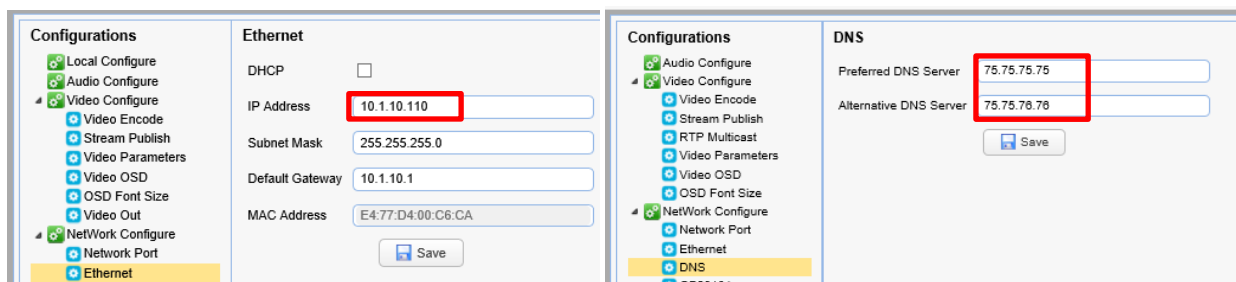 Configurations
Local Configure
Audio Configure
Video Configure
Video Encode
Stream Publish
Video Parameters
Video OSD
OSD Font Size
Video Out
NetWork Configure
Network Port
Ethernet
Ethernet
DHCP
IP Address 10.1.10.110
Subnet Mask 255.255.255.0
Default Gateway 10.1.10.1
MAC Address E4:77:D4:00:C6:CA
Save
Configurations
Audio Configure
Video Configure
Video Encode
Stream Publish
RTP Multicast
Video Parameters
Video OSD
OSD Font Size
NetWork Configure
Network Port
Ethernet
DNS
DNS
Preferred DNS Server 75.75.75.75
Alternative DNS Server 75.75.76.76
Save